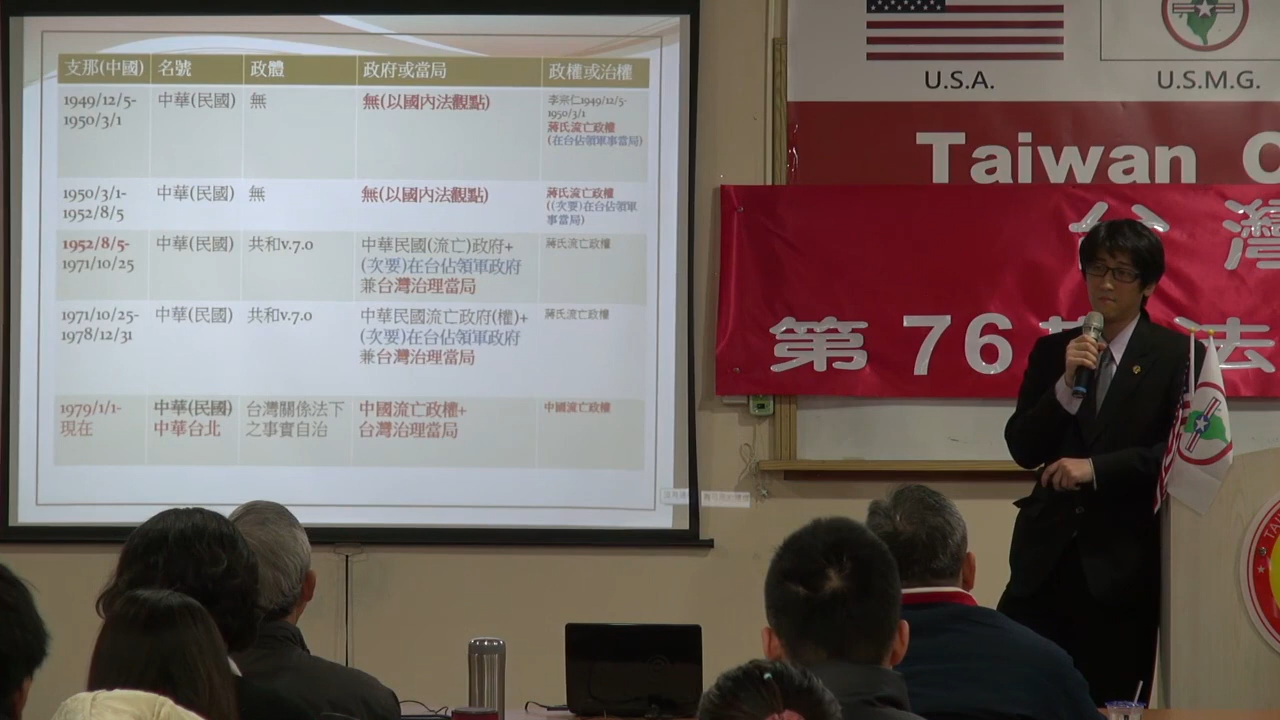 支那(中國) 名號 政體 政府或當局 政權或治權
1949/12/5- 中華(民國) 無 無(以國內法觀點) 李宗仁1949/12/5-
1950/3/1 1950/3/1
蔣氏流亡政權
(在台佔領軍事當局)
1950/3/1- 中華(民國) 無 無(以國內法觀點) 蔣氏流亡政權
1952/8/5 ((次要)在台佔領軍
事當局)
1952/8/5- 中華(民國) 共和v.7.0 中華民國(流亡)政府+ 蔣氏流亡政權
1971/10/25 (次要)在台佔領軍政府
兼台灣治理當局
1971/10/25- 中華(民國) 共和v.7.0 中華民國流亡政府(權)+ 蔣氏流亡政權
1978/12/31 (次要)在台佔領軍政府
兼台灣治理當局
1979/1/1- 中華(民國) 台灣關係法下 中國流亡政權+ 中國流亡政權
現在 中華台北 之事實自治 台灣治理當局
U.S.A. U.S.M.G.
Taiwan C
台灣
第 76 法